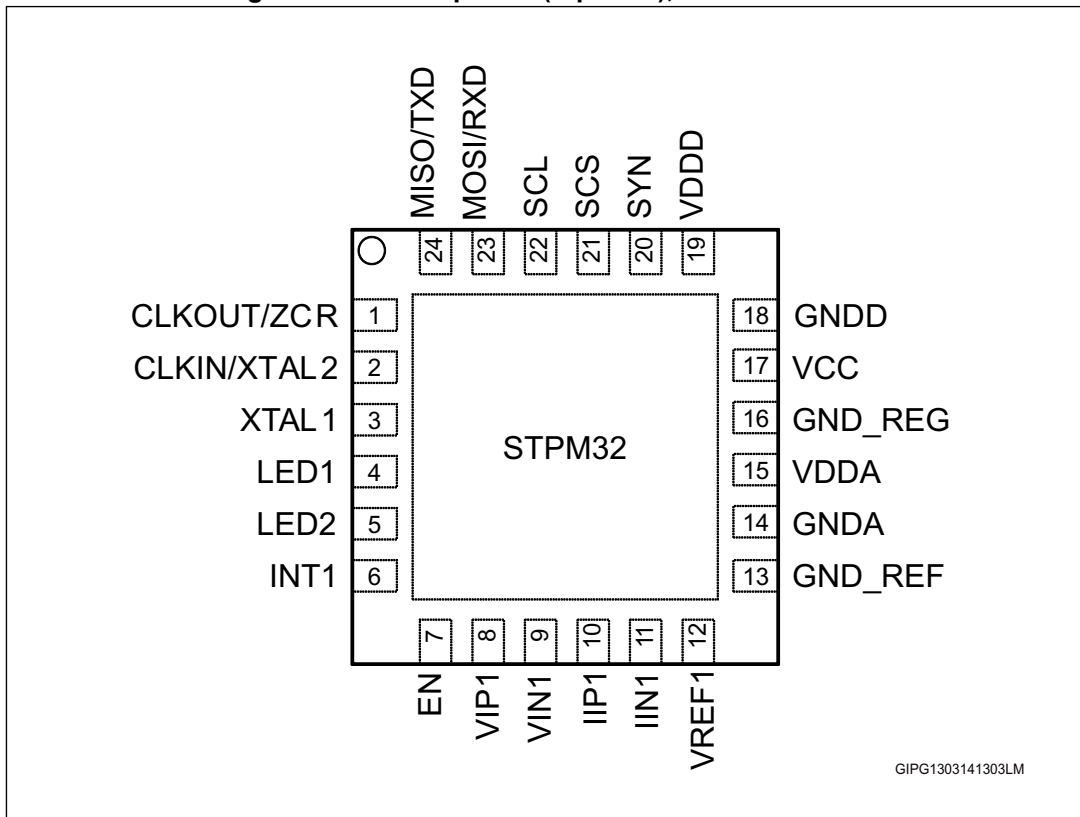 MISO/TXD
MOSI/RXD
SCL
SCS
SYN
VDDD
24
23
22
21
20
19
CLKOUT/ZCR 1
CLKIN/XTAL2 2
XTAL1 3
LED1 4
LED2 5
INT1 6
STPM32
18 GNDD
17 VCC
16 GND_REG
15 VDDA
14 GNDA
13 GND_REF
7
8
9
10
11
12
EN
VIP1
VIN1
IIP1
IIN1
VREF1
GIPG1303141303LM